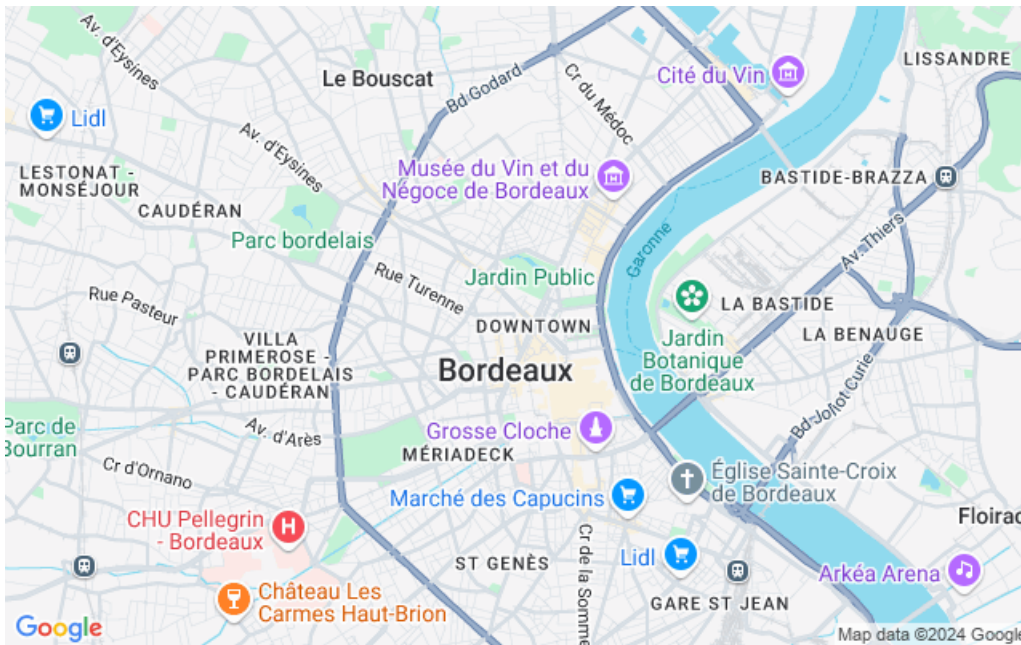 Av. d'Eysines
Le Bouscat
Bd Godard
Cr du Médoc
Cité du Vin
LISSANDRE
Lidl
Av. d'Eysines
LESTONAT -
MONSÉJOUR
CAUDÉRAN
Musée du Vin et du
Négoce de Bordeaux
BASTIDE-BRAZZA
Parc bordelais
Garonne
Av. Thiers
Rue Turenne
Jardin Public
Rue Pasteur
LA BASTIDE
DOWNTOWN
LA BENAUGE
VILLA
PRIMEROSE -
PARC BORDELAIS
- CAUDÉRAN
Jardin
Botanique
de Bordeaux
Bordeaux
Bd Joliot Curie
Parc de
Bourran
Av. d'Arès
Grosse Cloche
MÉRIADECK
Cr d'Ornano
Marché des Capucins
Église Sainte-Croix
de Bordeaux
CHU Pellegrin
- Bordeaux
H
Floirac
Cr de la Somme
ST GENÈS
Lidl
Arkéa Arena
Château Les
Carmes Haut-Brion
GARE ST JEAN
Google
Map data ©2024 Google